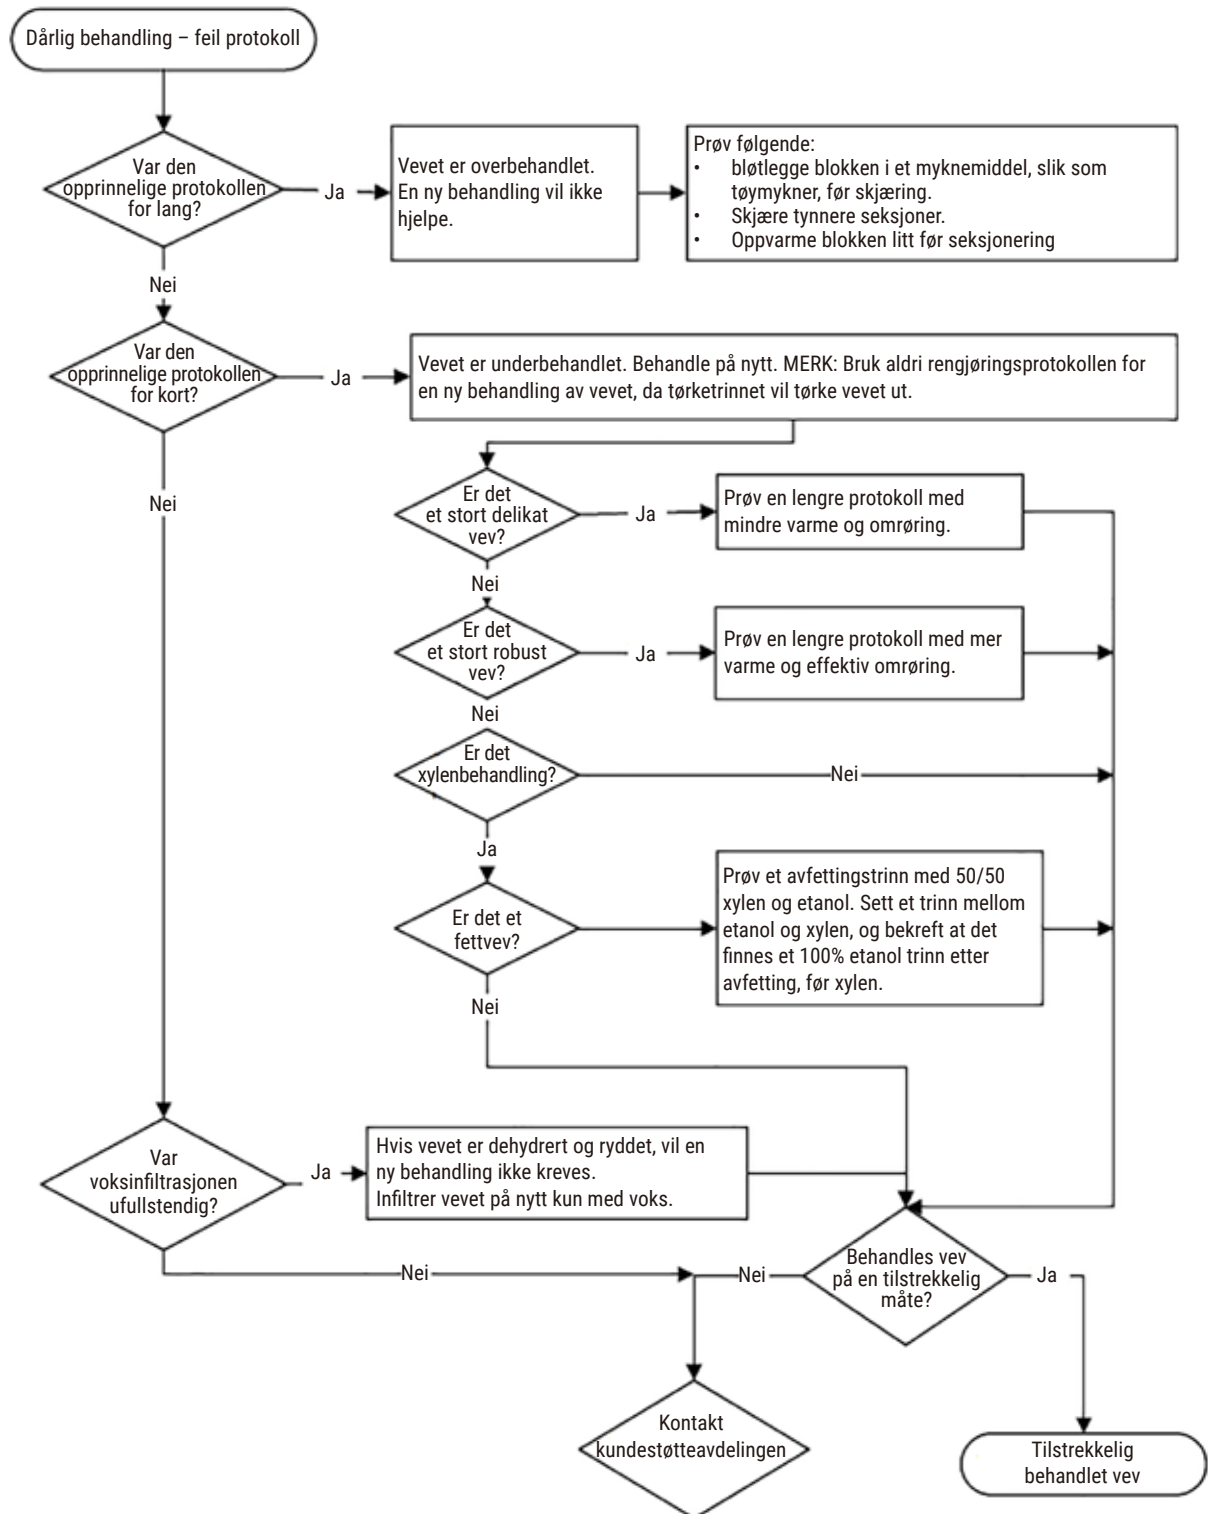 Dårlig behandling – feil protokoll
Var den
opprinnelige protokollen
for lang?
Ja
Vevet er overbehandlet.
En ny behandling vil ikke
hjelpe.
Prøv følgende:
• bløtlegge blokken i et myknemiddel, slik som
tøymykner, før skjæring.
• Skjære tynnere seksjoner.
• Oppvarme blokken litt før seksjonering
Nei
Var den
opprinnelige protokollen
for kort?
Ja
Vevet er underbehandlet. Behandle på nytt. MERK: Bruk aldri rengjøringsprotokollen for
en ny behandling av vevet, da tørketrinnet vil tørke vevet ut.
Nei
Er det
et stort delikat
vev?
Ja
Prøv en lengre protokoll med
mindre varme og omrøring.
Nei
Er det
et stort robust
vev?
Ja
Prøv en lengre protokoll med mer
varme og effektiv omrøring.
Nei
Er det
xylenbehandling?
Nei
Ja
Er det et
fettvev?
Prøv et avfettingstrinn med 50/50
xylen og etanol. Sett et trinn mellom
etanol og xylen, og bekreft at det
finnes et 100% etanol trinn etter
avfetting, før xylen.
Nei
Var
voksinfiltrasjonen
ufullstendig?
Ja
Hvis vevet er dehydrert og ryddet, vil en
ny behandling ikke kreves.
Infiltrer vevet på nytt kun med voks.
Nei
Behandles vev
på en tilstrekkelig
måte?
Nei
Ja
Kontakt
kundestøtteavdelingen
Tilstrekkelig
behandlet vev